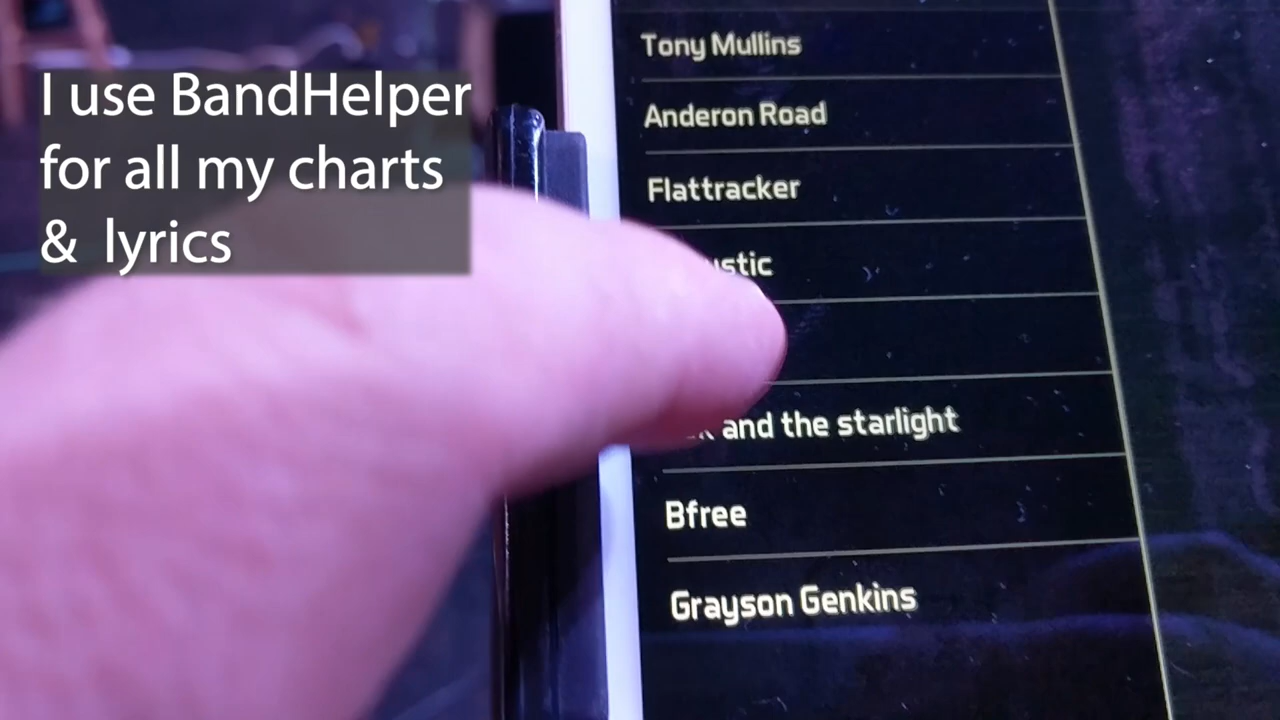 I use BandHelper
for all my charts
& lyrics
Tony Mullins
Anderon Road
Flattracker
and the starlight
Bfree
Grayson Genkins